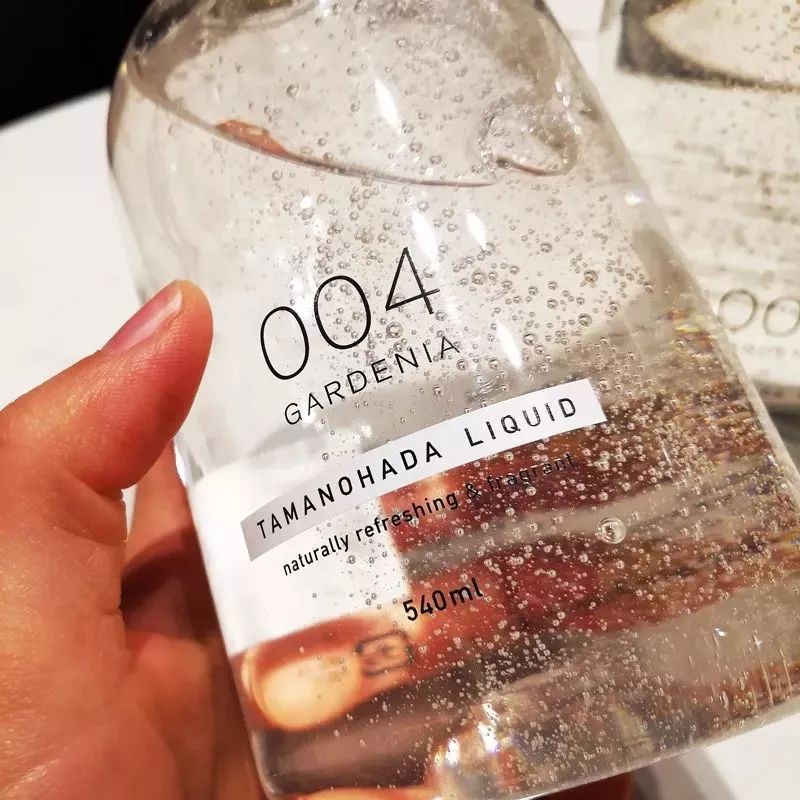 004
GARDENIA
TAMANOHADA LIQUID
naturally refreshing & fragrant
540ml